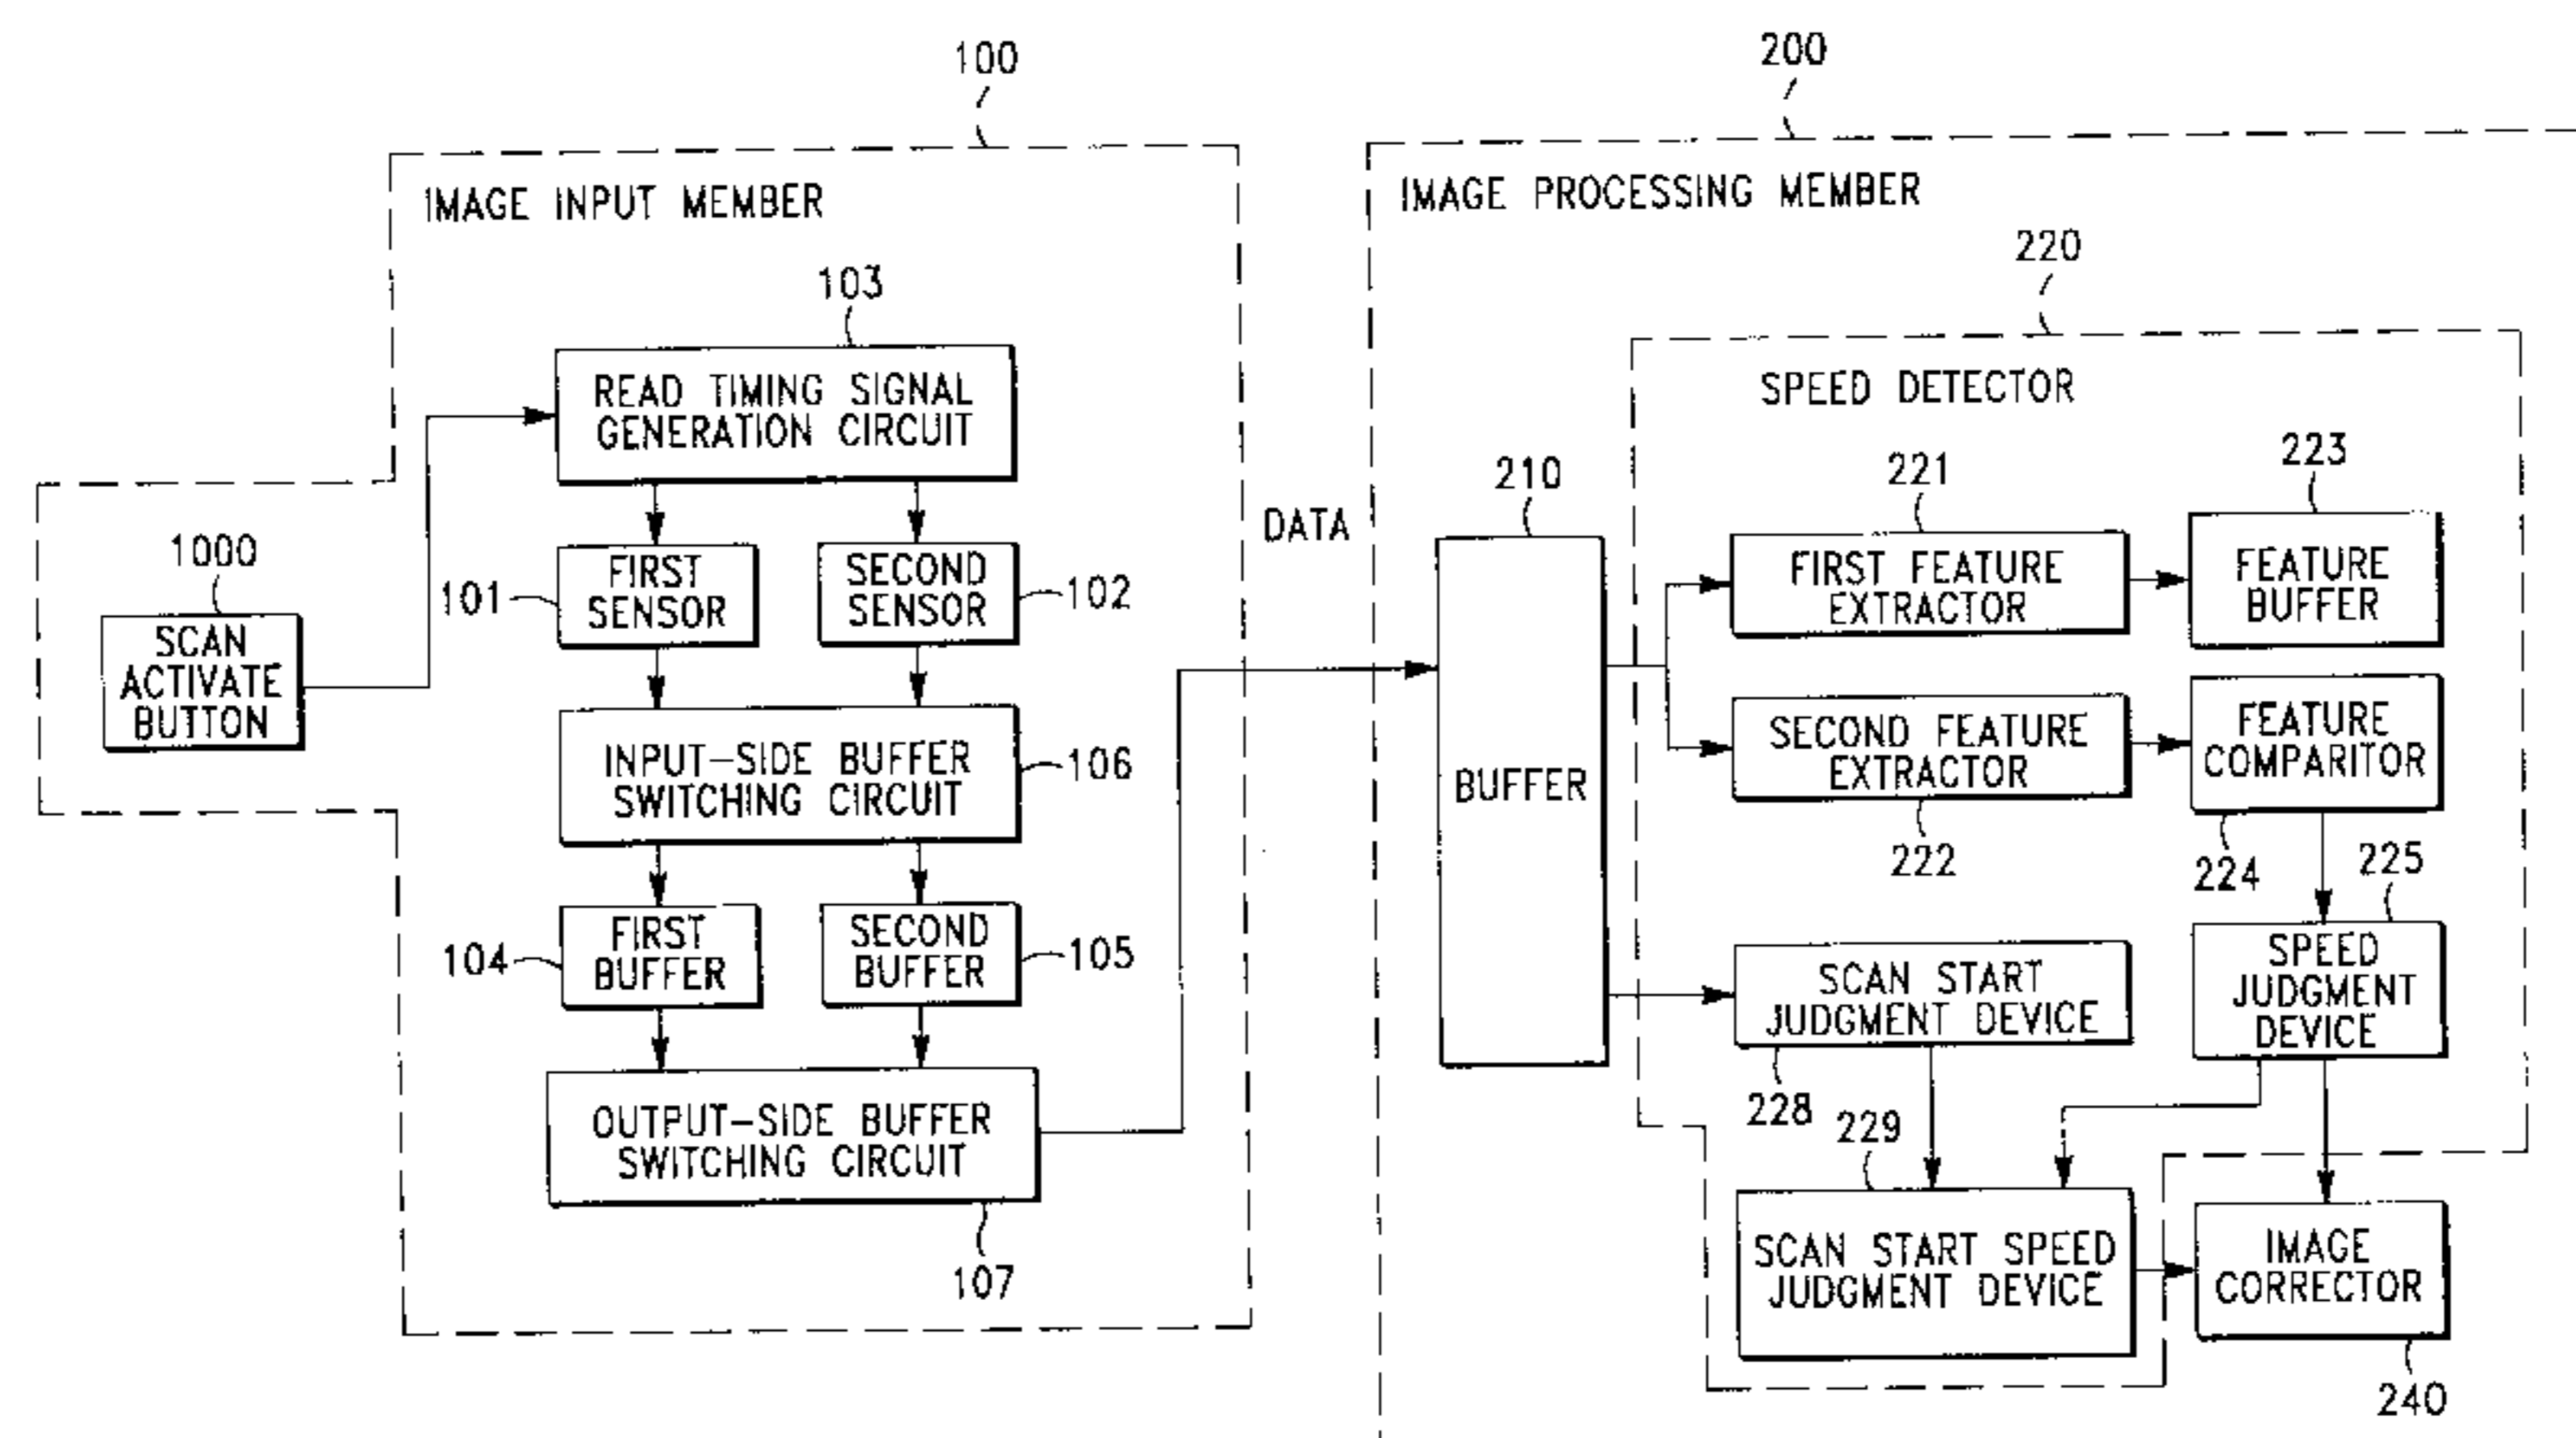 100
IMAGE INPUT MEMBER
103
READ TIMING SIGNAL
GENERATION CIRCUIT
1000
SCAN
ACTIVATE
BUTTON
101
FIRST
SENSOR
SECOND
SENSOR
102
INPUT-SIDE BUFFER
SWITCHING CIRCUIT
106
104
FIRST
BUFFER
SECOND
BUFFER
105
OUTPUT-SIDE BUFFER
SWITCHING CIRCUIT
107
DATA
200
IMAGE PROCESSING MEMBER
220
SPEED DETECTOR
210
BUFFER
221
FIRST FEATURE
EXTRACTOR
223
FEATURE
BUFFER
SECOND FEATURE
EXTRACTOR
222
FEATURE
COMPARITOR
224
225
SPEED
JUDGMENT
DEVICE
SCAN START
JUDGMENT DEVICE
228
229
SCAN START SPEED
JUDGMENT DEVICE
IMAGE
CORRECTOR
240